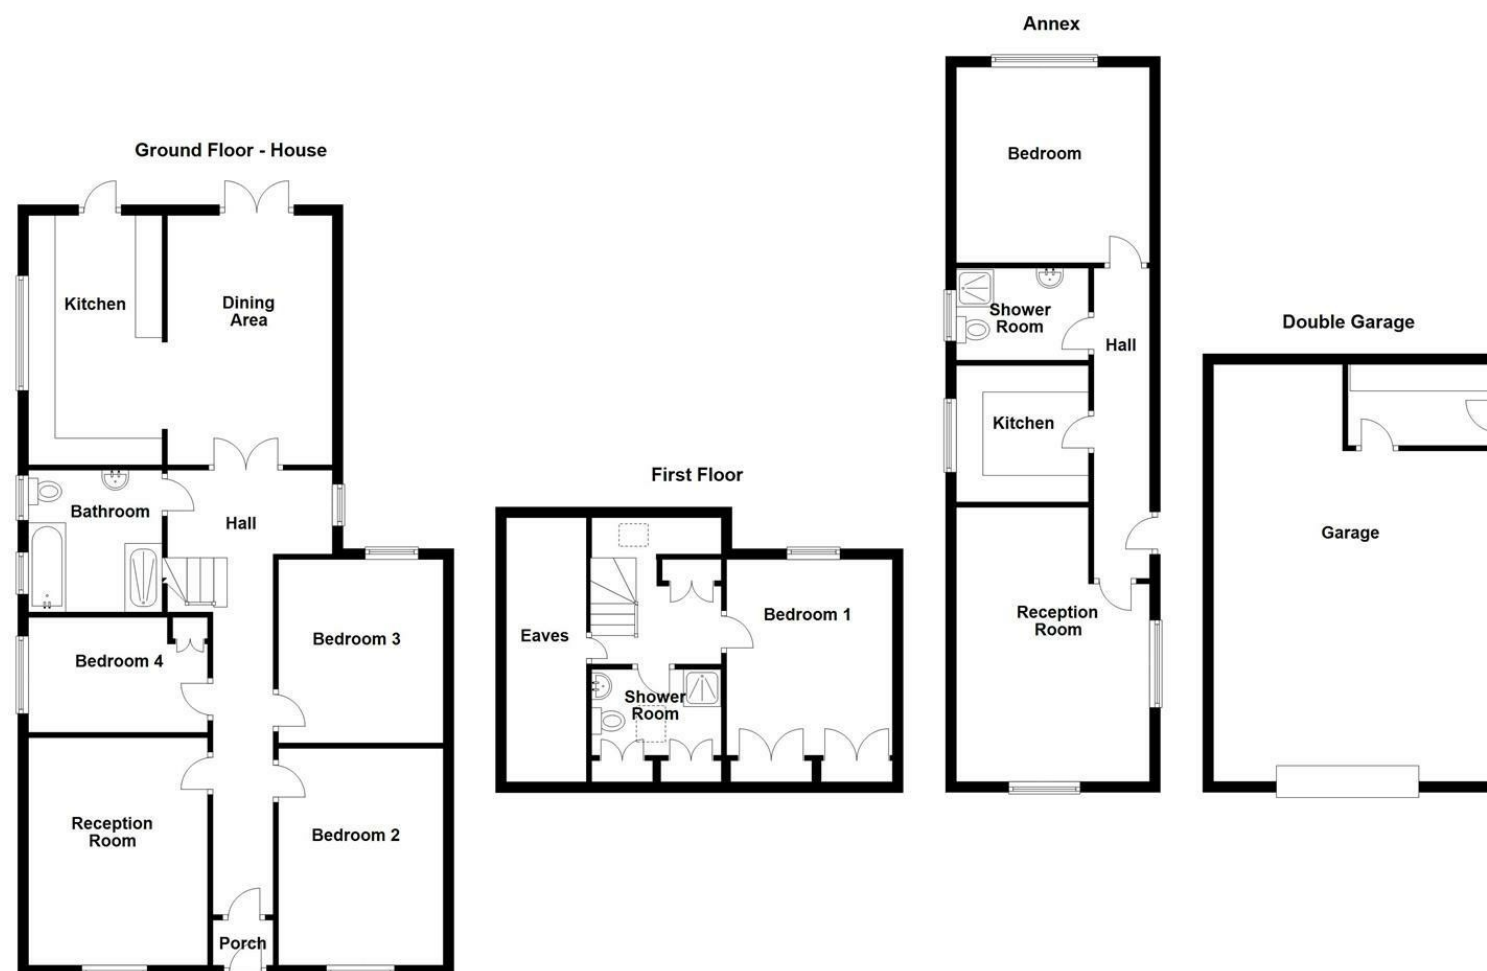 Ground Floor - House
Kitchen
Dining
Area
Bathroom
Hall
Bedroom 4
Bedroom 3
Reception
Room
Bedroom 2
Porch
First Floor
Eaves
Bedroom 1
Shower
Room
Annex
Bedroom
Shower
Room
Hall
Kitchen
Reception
Room
Double Garage
Garage